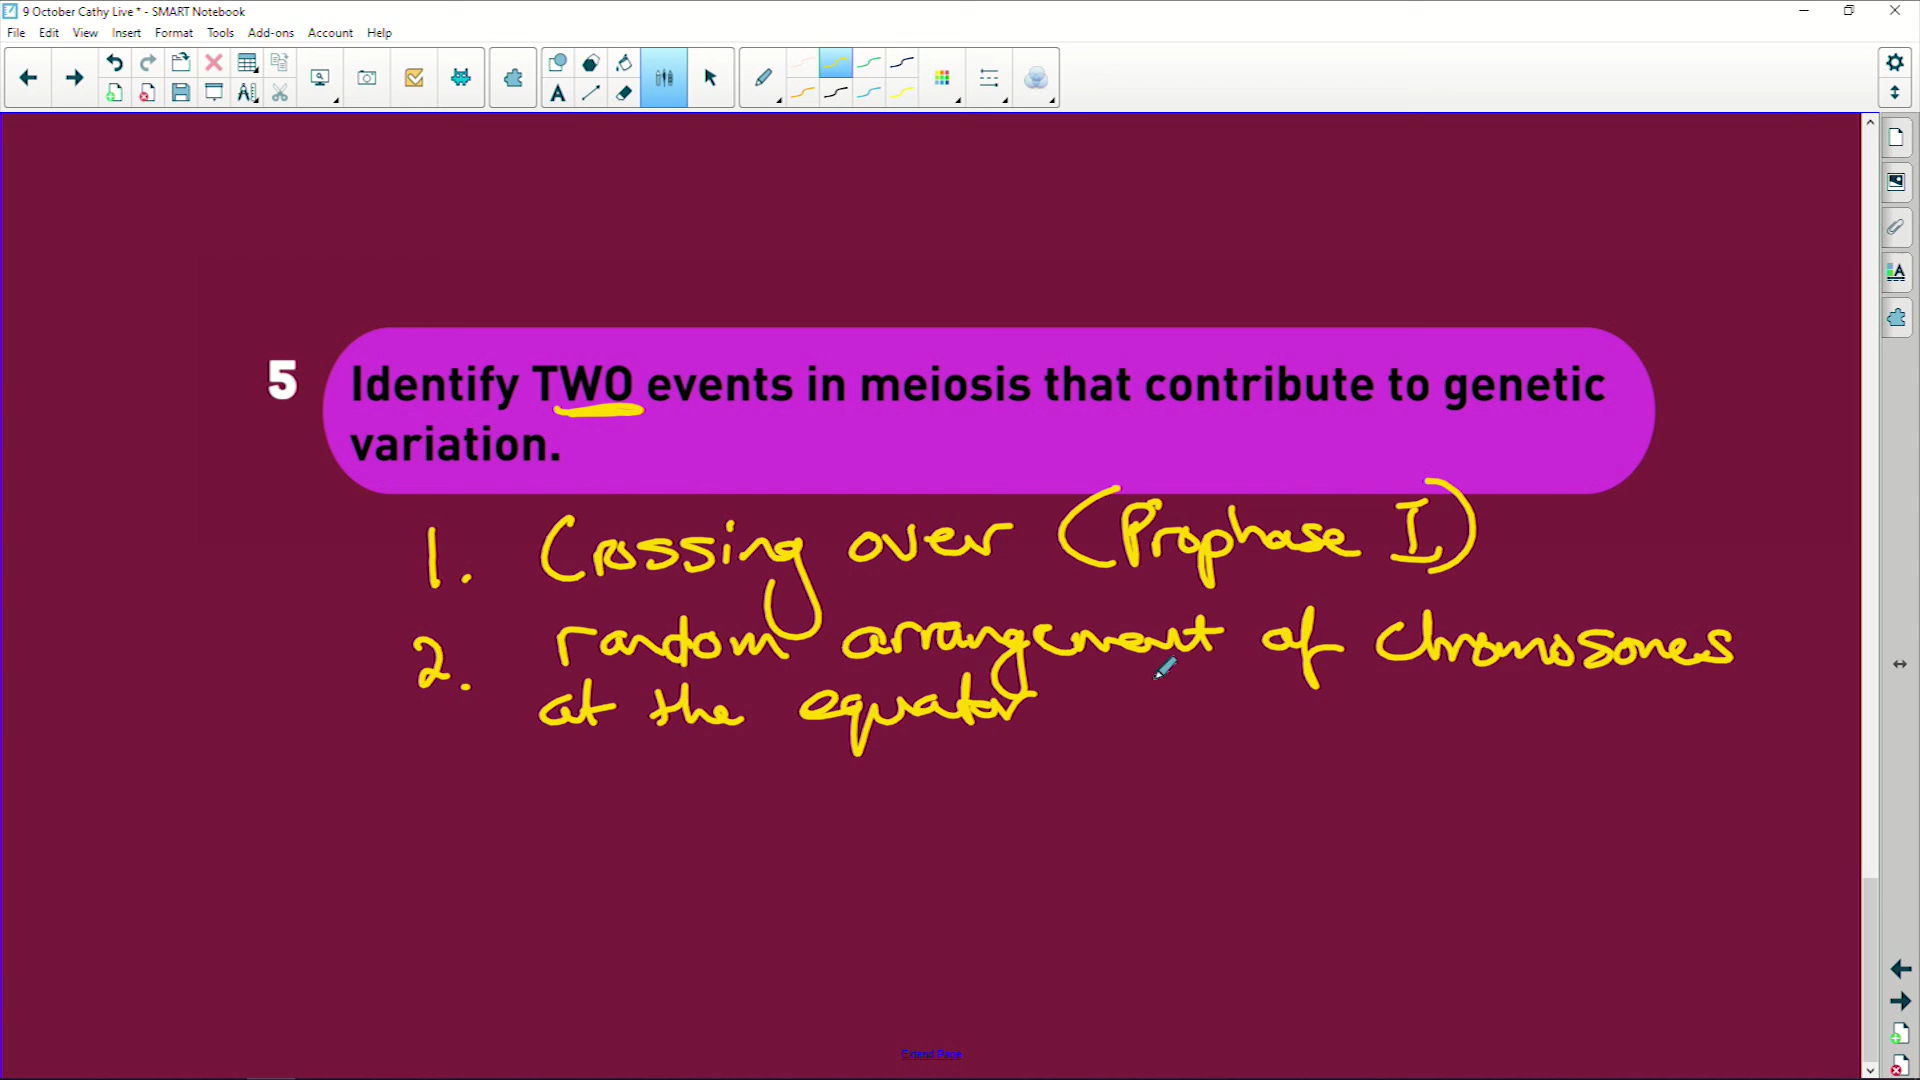 9 October Cathy Live * - SMART Notebook
File Edit View Insert Format Tools Add-ons Account Help
5 Identify TWO events in meiosis that contribute to genetic
variation.
1. Crossing over (Prophase I)
2. random arrangement of chromosomes
at the equator
Extend Page